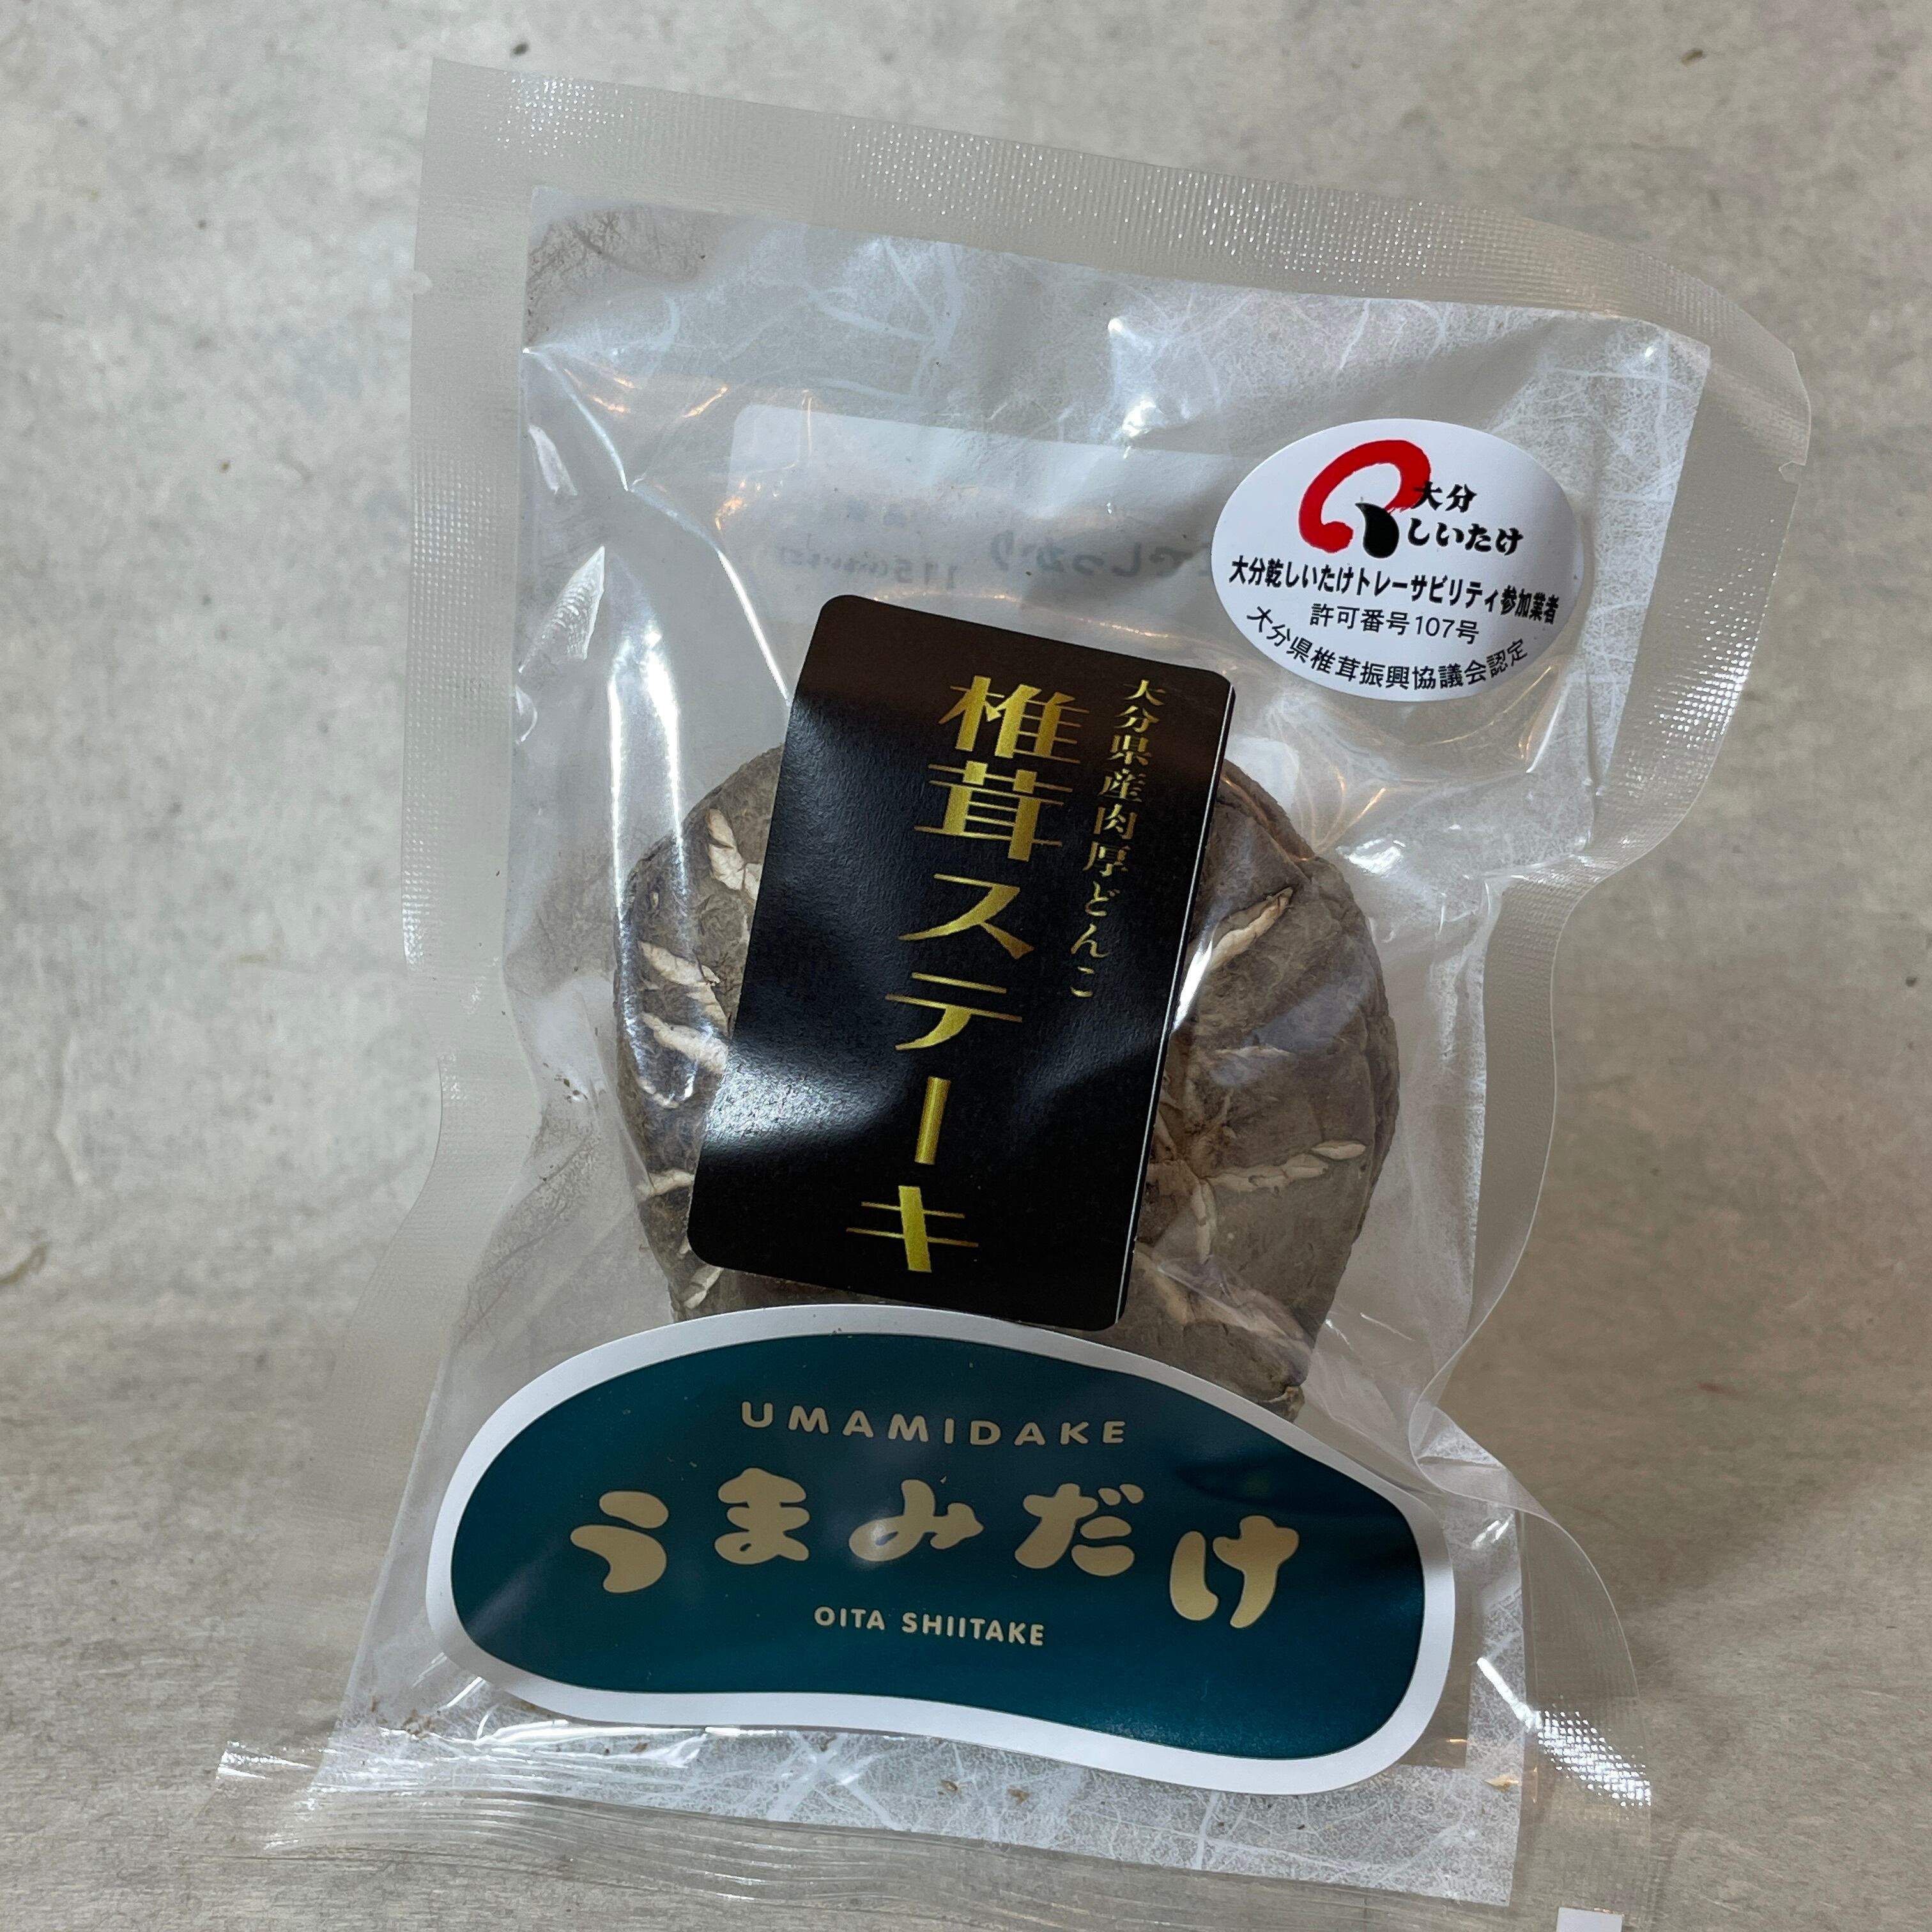 大分
しいたけ
大分乾しいたけトレーサビリティ参加業者
許可番号107号
大分県椎茸振興協議会認定
大分県産肉厚どんこ
椎茸ステーキ
UMAMIDAKE
うまみだけ
OITA SHIITAKE